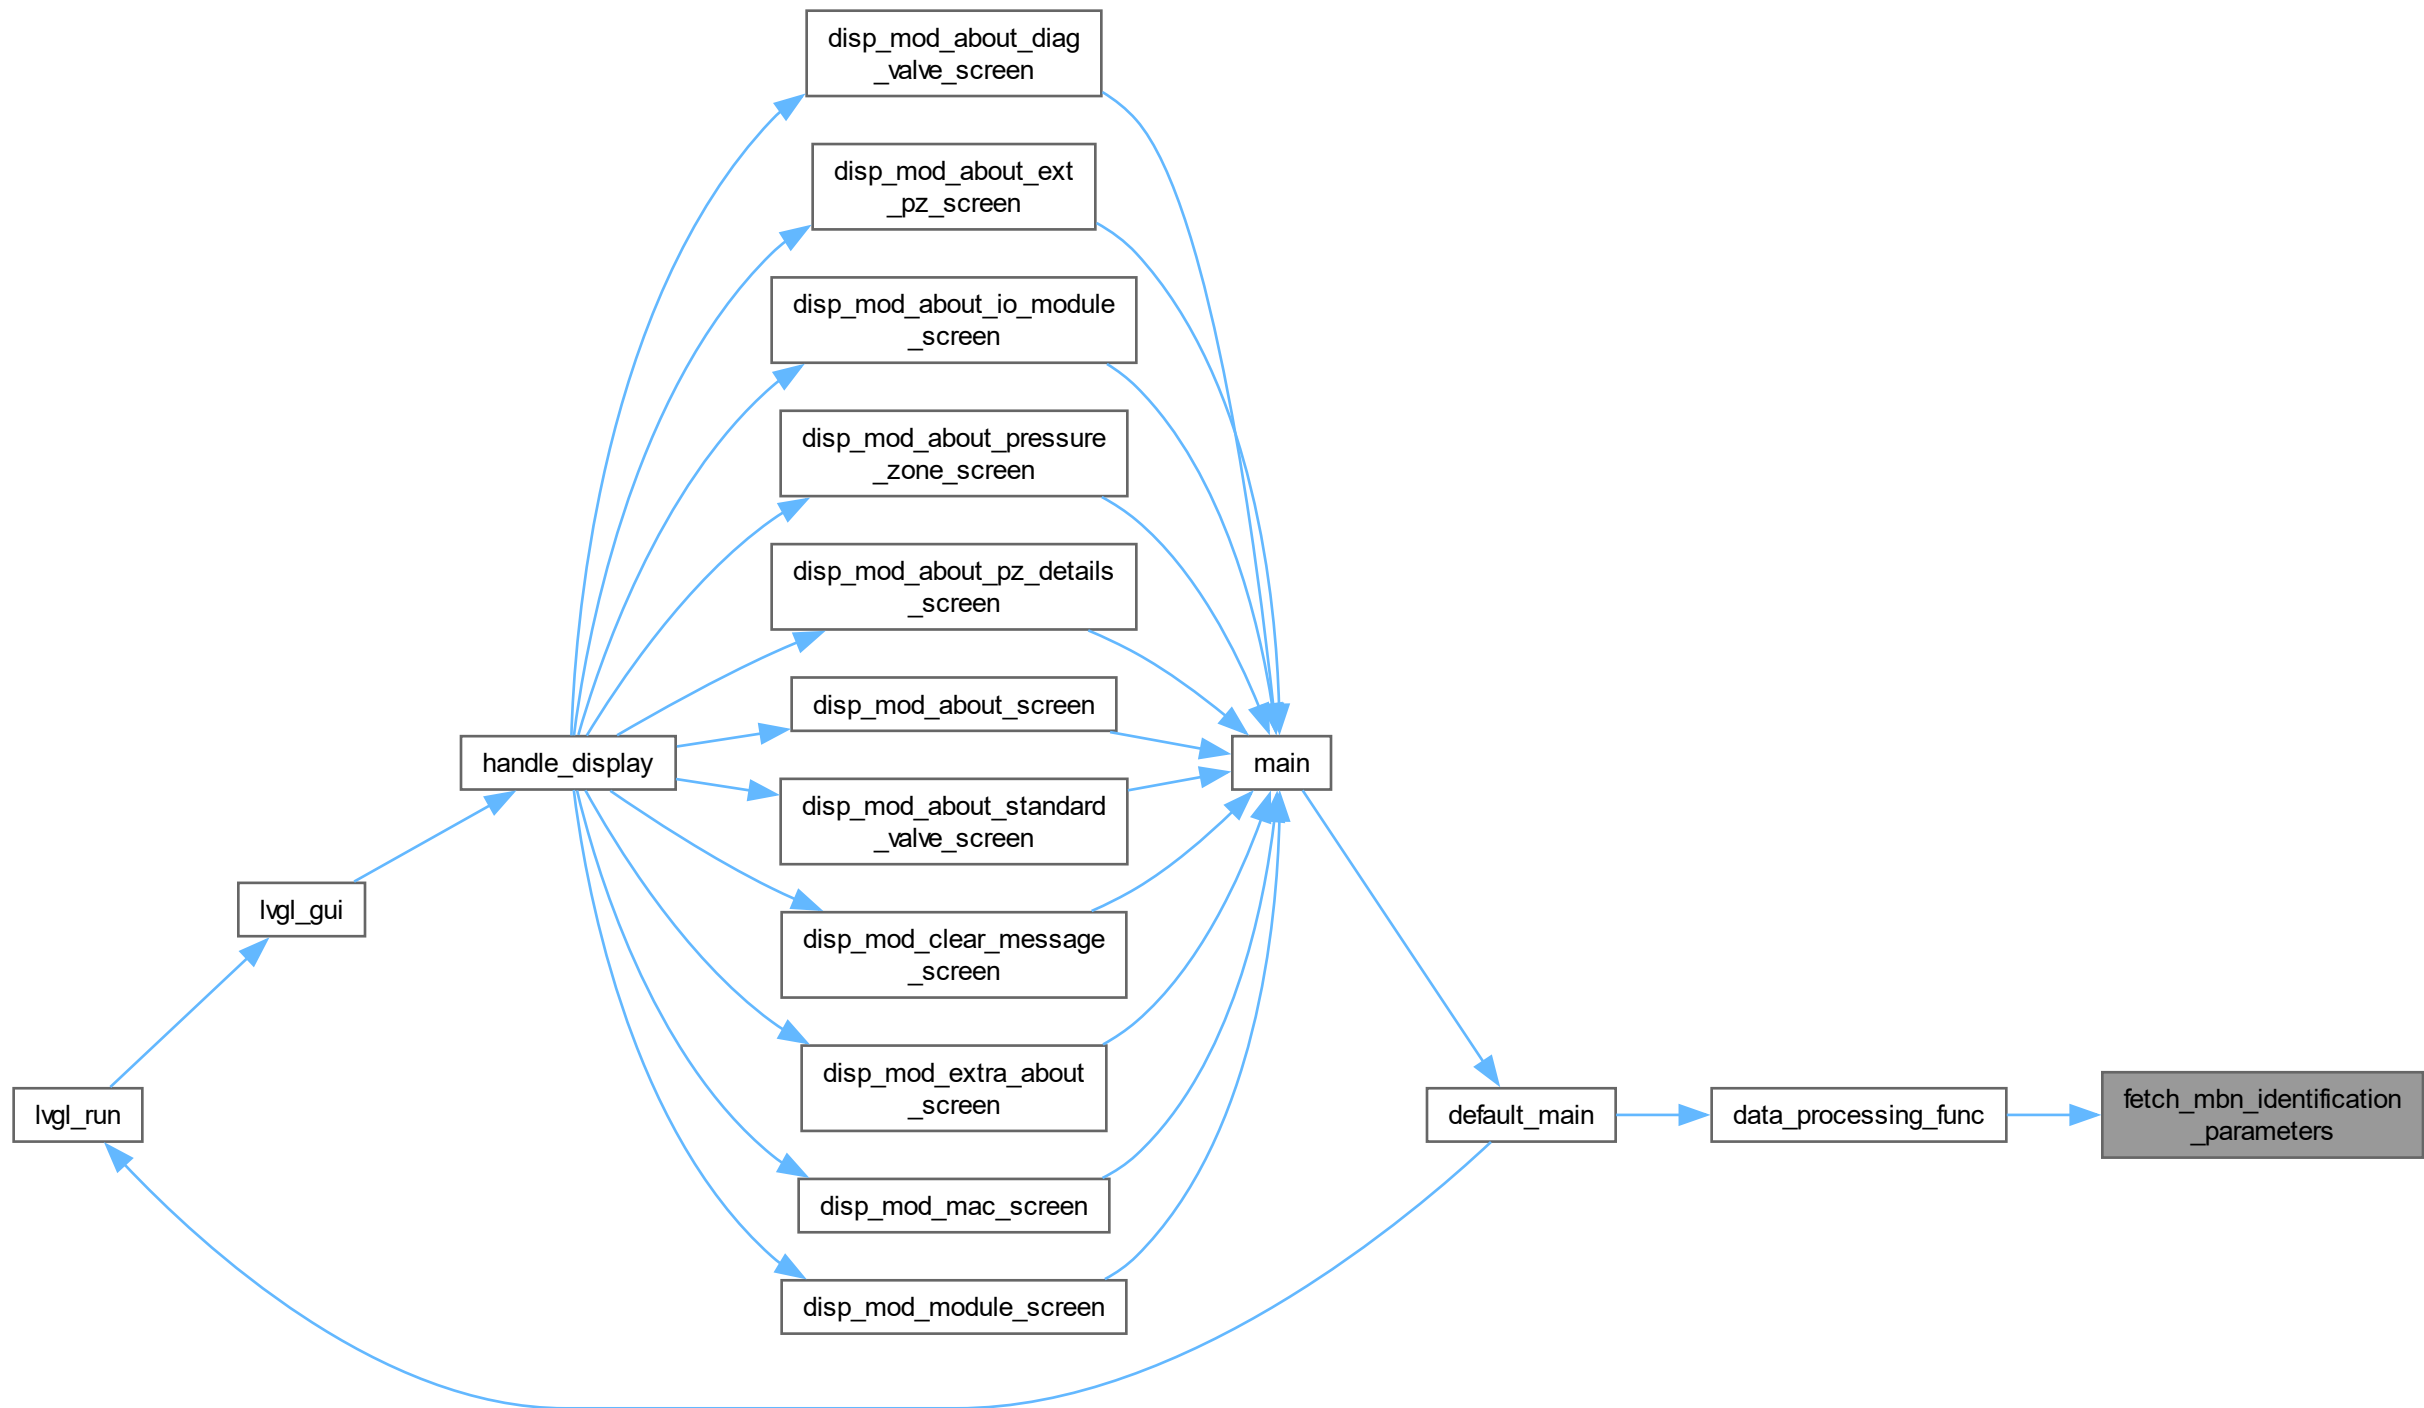 disp_mod_about_diag
_valve_screen
disp_mod_about_ext
_pz_screen
disp_mod_about_io_module
_screen
disp_mod_about_pressure
_zone_screen
disp_mod_about_pz_details
_screen
disp_mod_about_screen
handle_display
main
disp_mod_about_standard
_valve_screen
lvgl_gui
disp_mod_clear_message
_screen
disp_mod_extra_about
_screen
lvgl_run
default_main
data_processing_func
fetch_mbn_identification
_parameters
disp_mod_mac_screen
disp_mod_module_screen